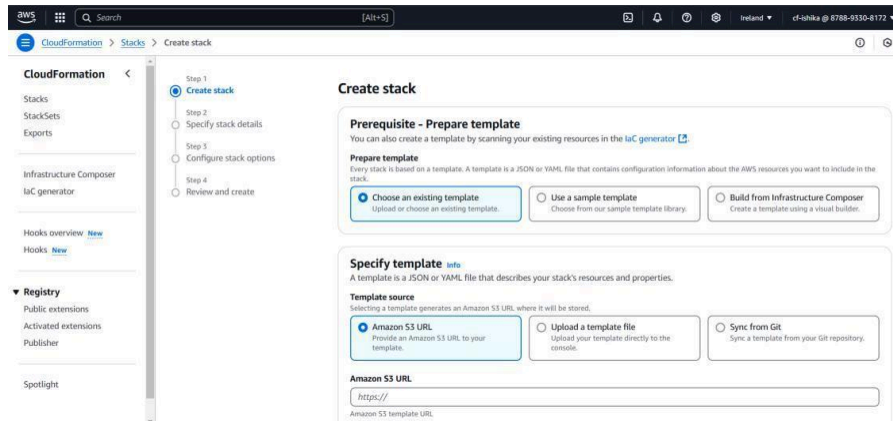 aws
Search
[Alt+S]
Ireland ▼
cf-ishika @ 8788-9330-8172 ▼
CloudFormation > Stacks > Create stack
CloudFormation
Stacks
StackSets
Exports
Infrastructure Composer
IaC generator
Hooks overview New
Hooks New
▼ Registry
Public extensions
Activated extensions
Publisher
Spotlight
Step 1
Create stack
Step 2
Specify stack details
Step 3
Configure stack options
Step 4
Review and create
Create stack
Prerequisite - Prepare template
You can also create a template by scanning your existing resources in the IaC generator.
Prepare template
Every stack is based on a template. A template is a JSON or YAML file that contains configuration information about the AWS resources you want to include in the
stack.
Choose an existing template
Upload or choose an existing template.
Use a sample template
Choose from our sample template library.
Build from Infrastructure Composer
Create a template using a visual builder.
Specify template Info
A template is a JSON or YAML file that describes your stack's resources and properties.
Template source
Selecting a template generates an Amazon S3 URL where it will be stored.
Amazon S3 URL
Provide an Amazon S3 URL to your
template.
Upload a template file
Upload your template directly to the
console.
Sync from Git
Sync a template from your Git repository.
Amazon S3 URL
https://
Amazon S3 template URL